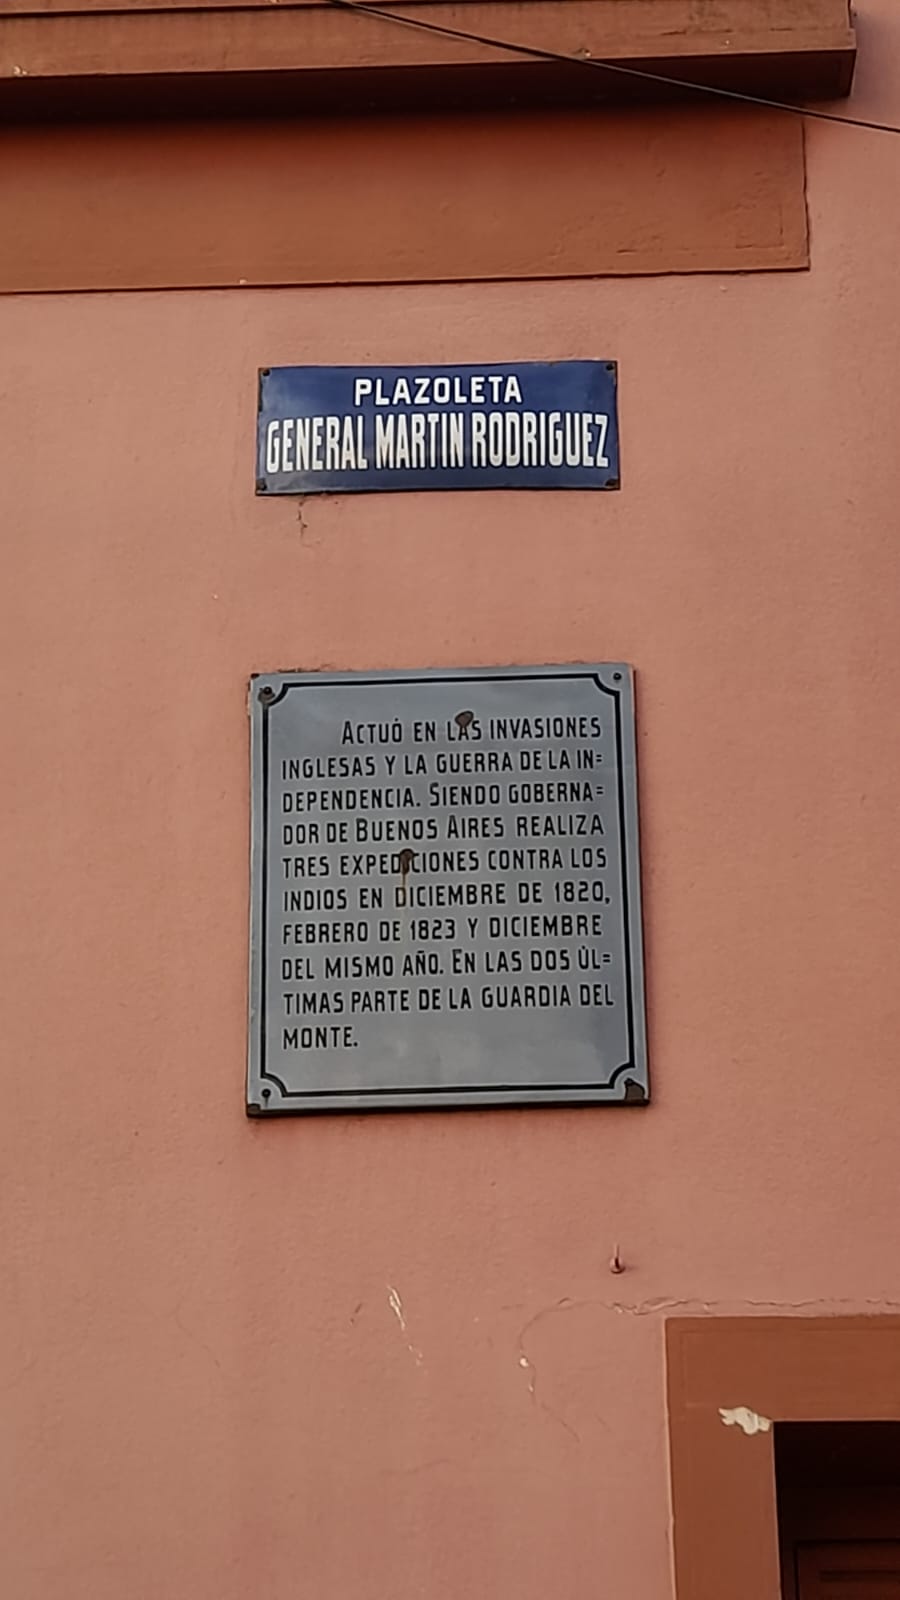 PLAZOLETA
GENERAL MARTIN RODRIGUEZ
ACTUÓ EN LAS INVASIONES
INGLESAS Y LA GUERRA DE LA IN=
DEPENDENCIA. SIENDO GOBERNA=
DOR DE BUENOS AIRES REALIZA
TRES EXPEDICIONES CONTRA LOS
INDIOS EN DICIEMBRE DE 1820,
FEBRERO DE 1823 Y DICIEMBRE
DEL MISMO AÑO. EN LAS DOS ÚL=
TIMAS PARTE DE LA GUARDIA DEL
MONTE.